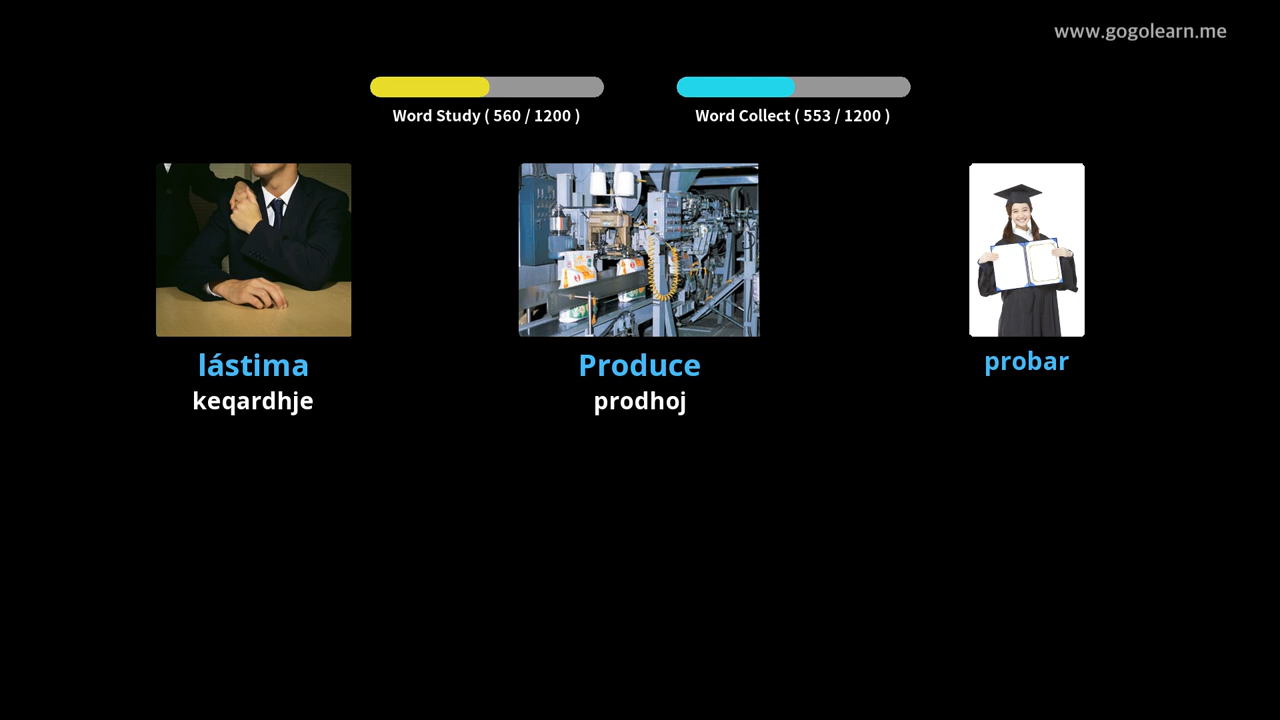 www.gogolearn.me
Word Study ( 560 / 1200 )
Word Collect ( 553 / 1200 )
lástima
keqardhje
Produce
prodhoj
probar